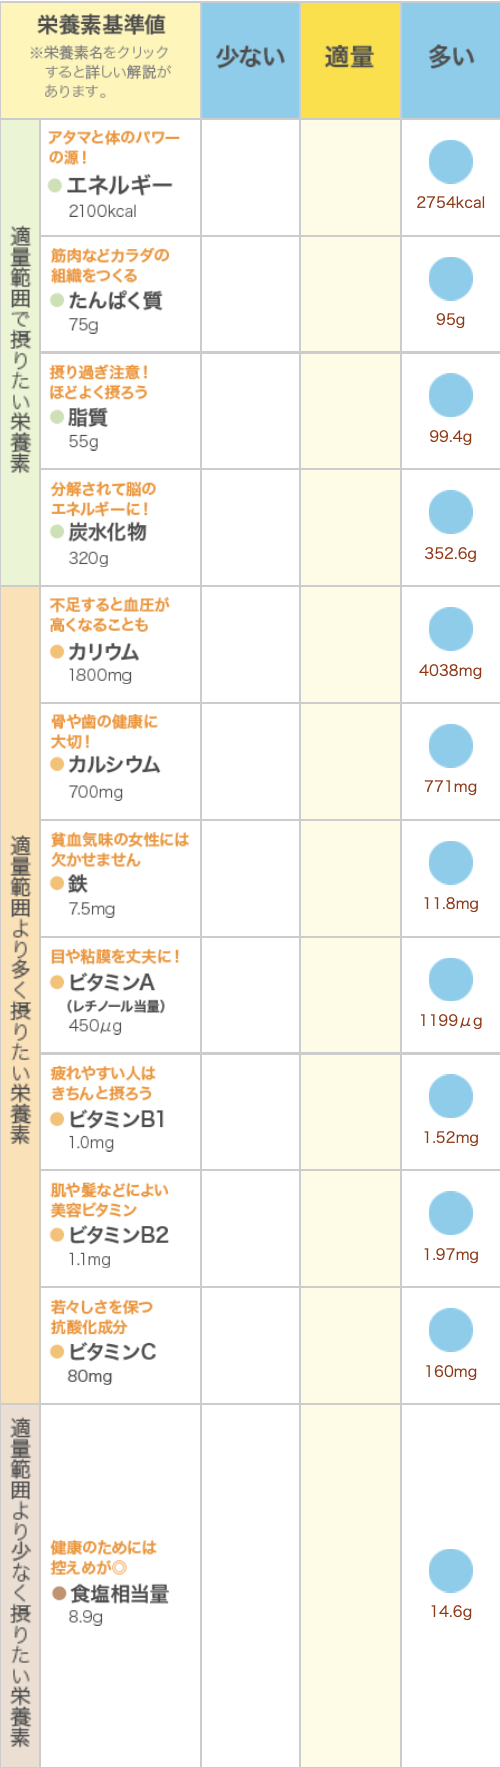 栄養素基準値
※栄養素名をクリック
すると詳しい解説が
あります。
少ない
適量
多い
適量範囲で摂りたい栄養素
アタマと体のパワー
の源！
エネルギー
2100kcal
2754kcal
筋肉などカラダの
組織をつくる
たんぱく質
75g
95g
摂り過ぎ注意！
ほどよく摂ろう
脂質
55g
99.4g
分解されて脳の
エネルギーに！
炭水化物
320g
352.6g
適量範囲より多く摂りたい栄養素
不足すると血圧が
高くなることも
カリウム
1800mg
4038mg
骨や歯の健康に
大切！
カルシウム
700mg
771mg
貧血気味の女性には
欠かせません
鉄
7.5mg
11.8mg
目や粘膜を丈夫に！
ビタミンA
（レチノール当量）
450μg
1199μg
疲れやすい人は
きちんと摂ろう
ビタミンB1
1.0mg
1.52mg
肌や髪などによい
美容ビタミン
ビタミンB2
1.1mg
1.97mg
若々しさを保つ
抗酸化成分
ビタミンC
80mg
160mg
適量範囲より少なく摂りたい栄養素
健康のためには
控えめが◎
食塩相当量
8.9g
14.6g